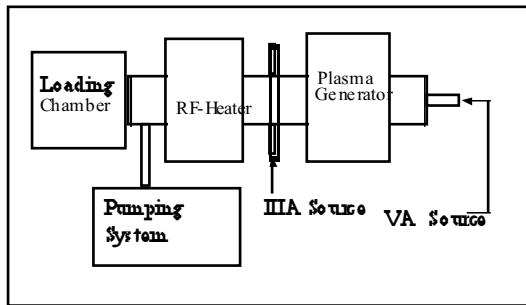 Loading
Chamber
RF-Heater
Plasma
Generator
Pumping
System
IIIA Source
VA Source